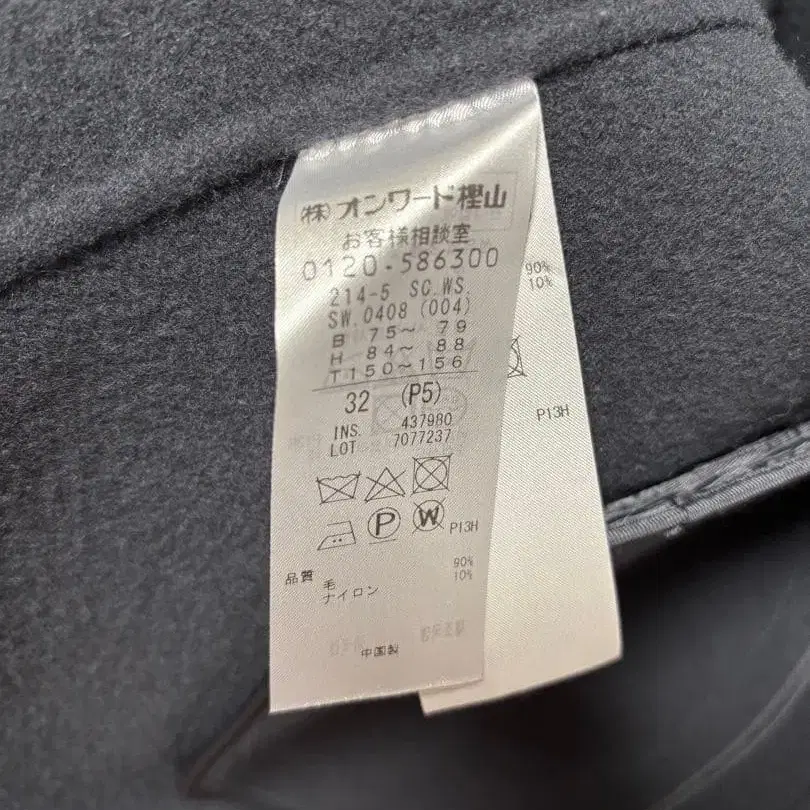 ㈱オンワード樫山
お客様相談室
0120-586300
214-5 SC.WS.
SW.0408 (004)
B 75～ 79
H 84～ 88
T150～156
32 (P5)
INS. 437980
LOT 7077237
P W P13H
品質 毛 90%
ナイロン 10%
中国製
90%
10%
P13H